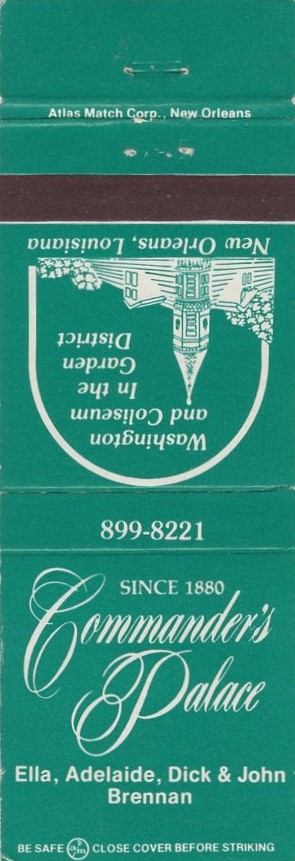 Atlas Match Corp., New Orleans
Washington
and Coliseum
In the
Garden
District
New Orleans, Louisiana
899-8221
SINCE 1880
Commander's
Palace
Ella, Adelaide, Dick & John
Brennan
BE SAFE CLOSE COVER BEFORE STRIKING